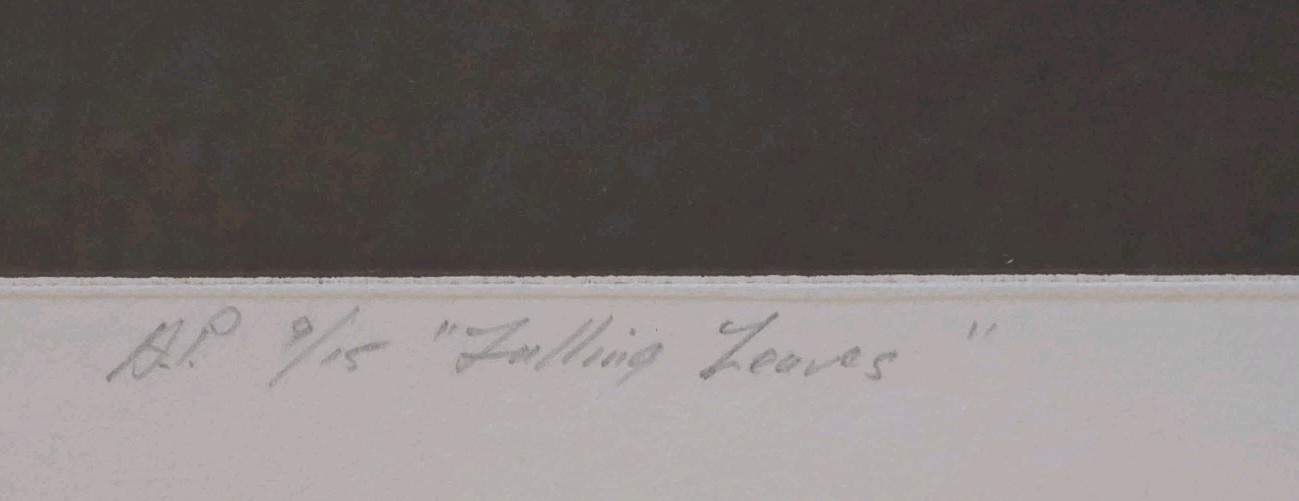 A.P. 9/15 "Falling Leaves "